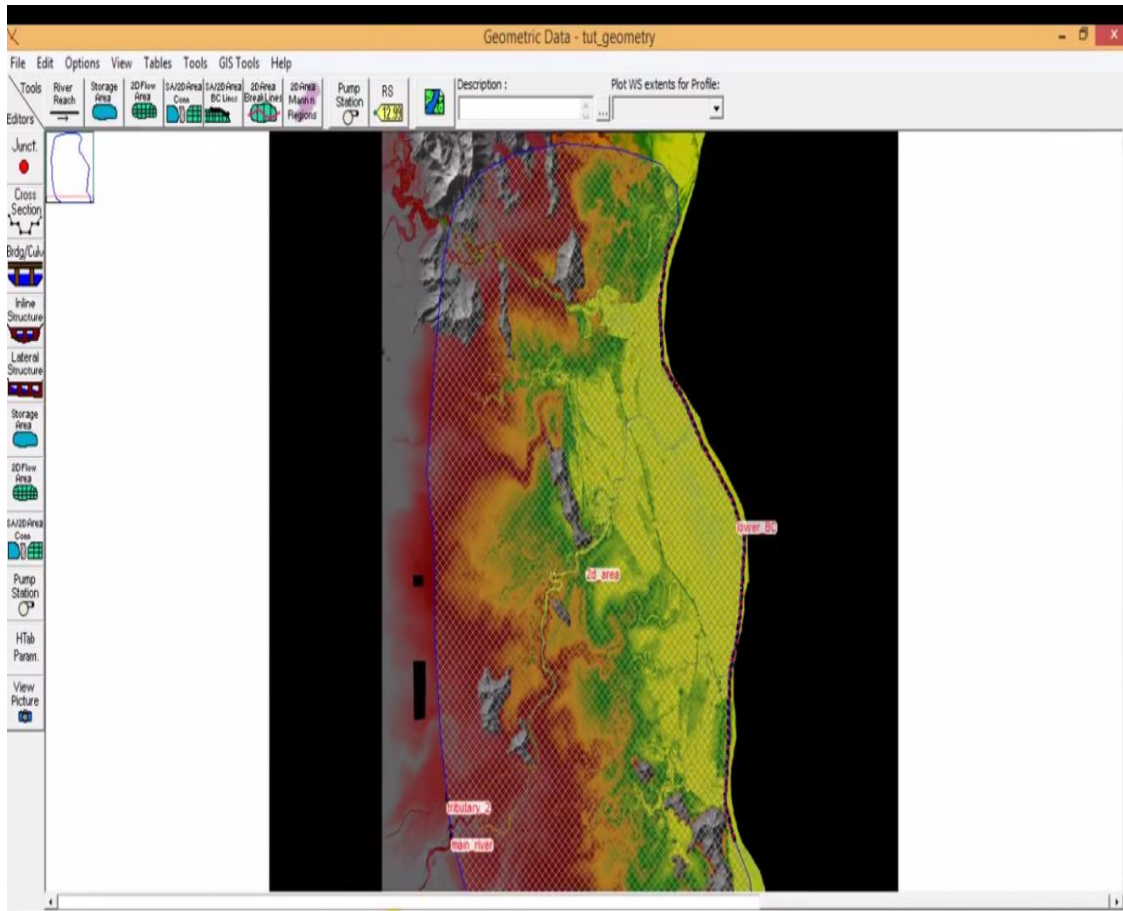 Geometric Data - tut_geometry
File Edit Options View Tables Tools GIS Tools Help
Tools
Editors
River
Reach
Storage
Area
2D Flow
Area
SA/2D Area
Conn
SA/2D Area
BC Lines
2D Area
BreakLines
2D Area
Mann n
Regions
Pump
Station
RS
12.99
Description :
...
Plot WS extents for Profile:
Junct.
Cross
Section
Brdg/Culv
Inline
Structure
Lateral
Structure
Storage
Area
2D Flow
Area
SA/2D Area
Conn
Pump
Station
HTab
Param.
View
Picture
lower_BC
2d_area
tributary_2
main_river